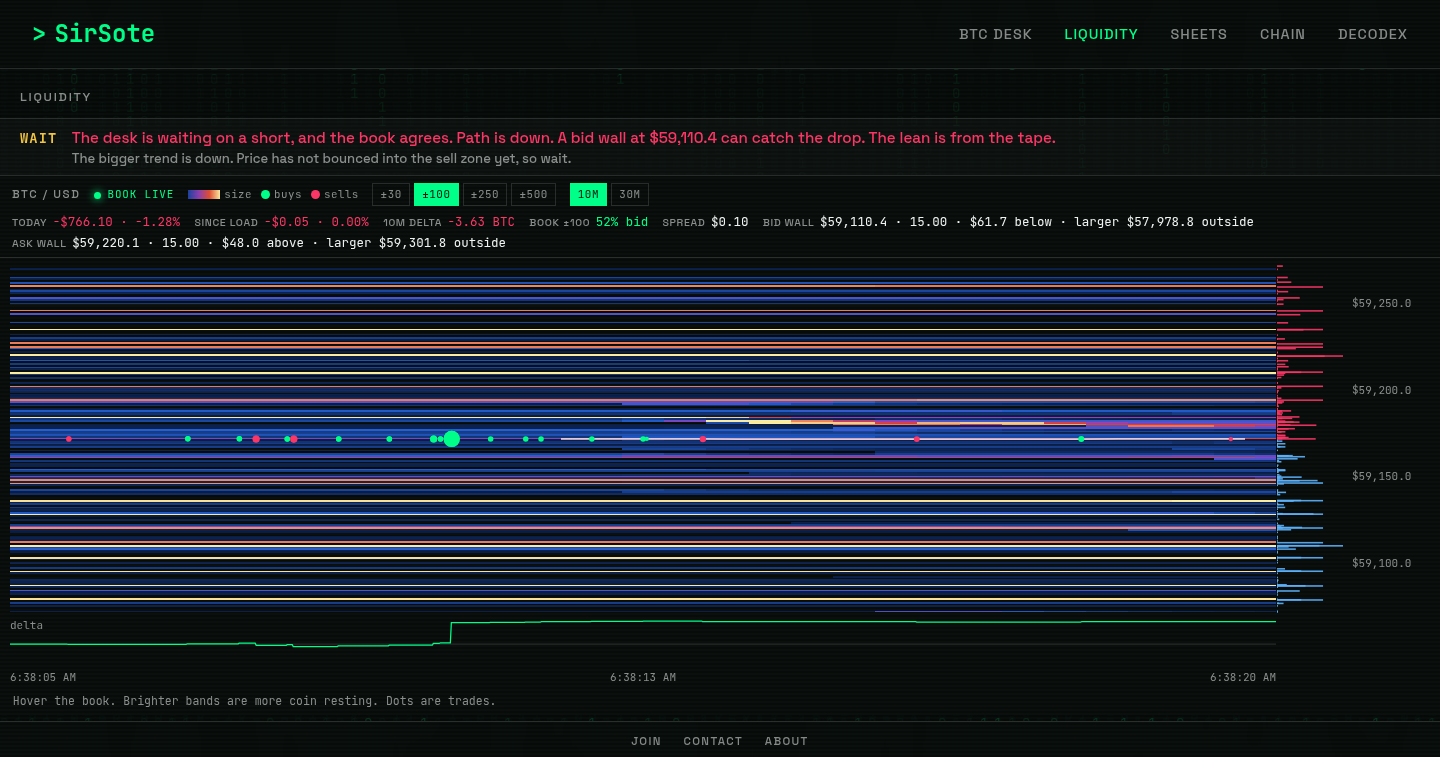 > SirSote
BTC DESK LIQUIDITY SHEETS CHAIN DECODEX
LIQUIDITY
WAIT The desk is waiting on a short, and the book agrees. Path is down. A bid wall at $59,110.4 can catch the drop. The lean is from the tape.
The bigger trend is down. Price has not bounced into the sell zone yet, so wait.
BTC / USD BOOK LIVE size buys sells ±30 ±100 ±250 ±500 10M 30M
TODAY -$766.10 · -1.28% SINCE LOAD -$0.05 · 0.00% 10M DELTA -3.63 BTC BOOK ±100 52% bid SPREAD $0.10 BID WALL $59,110.4 · 15.00 · $61.7 below · larger $57,978.8 outside
ASK WALL $59,220.1 · 15.00 · $48.0 above · larger $59,301.8 outside
$59,250.0
$59,200.0
$59,150.0
$59,100.0
delta
6:38:05 AM 6:38:13 AM 6:38:20 AM
Hover the book. Brighter bands are more coin resting. Dots are trades.
JOIN CONTACT ABOUT